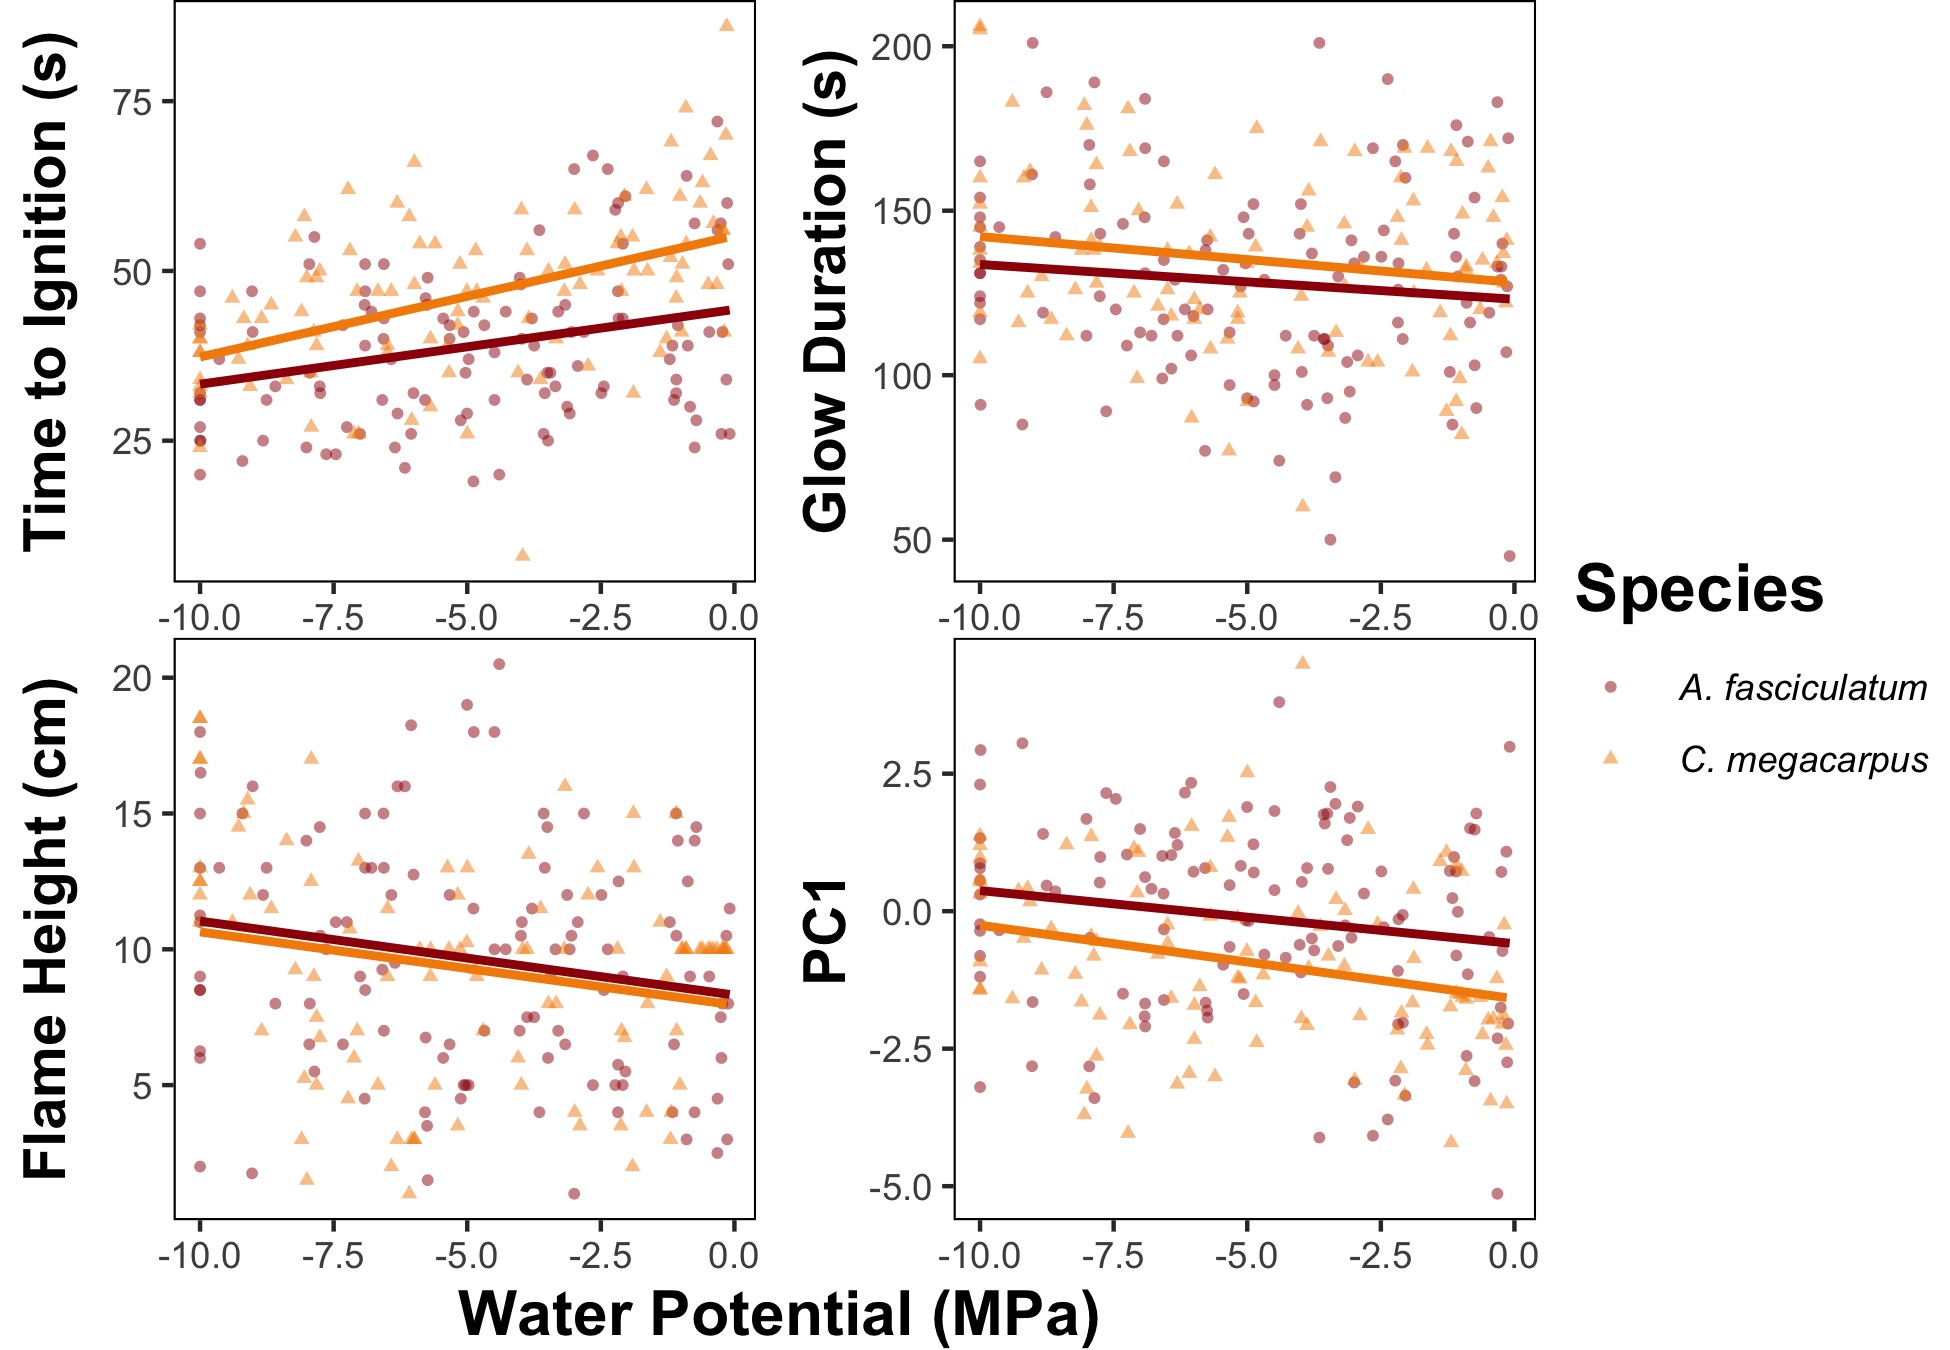 Time to Ignition (s)
75
50
25
-10.0 -7.5 -5.0 -2.5 0.0
Glow Duration (s)
200
150
100
50
-10.0 -7.5 -5.0 -2.5 0.0
Flame Height (cm)
20
15
10
5
-10.0 -7.5 -5.0 -2.5 0.0
PC1
2.5
0.0
-2.5
-5.0
-10.0 -7.5 -5.0 -2.5 0.0
Water Potential (MPa)
Species
A. fasciculatum
C. megacarpus